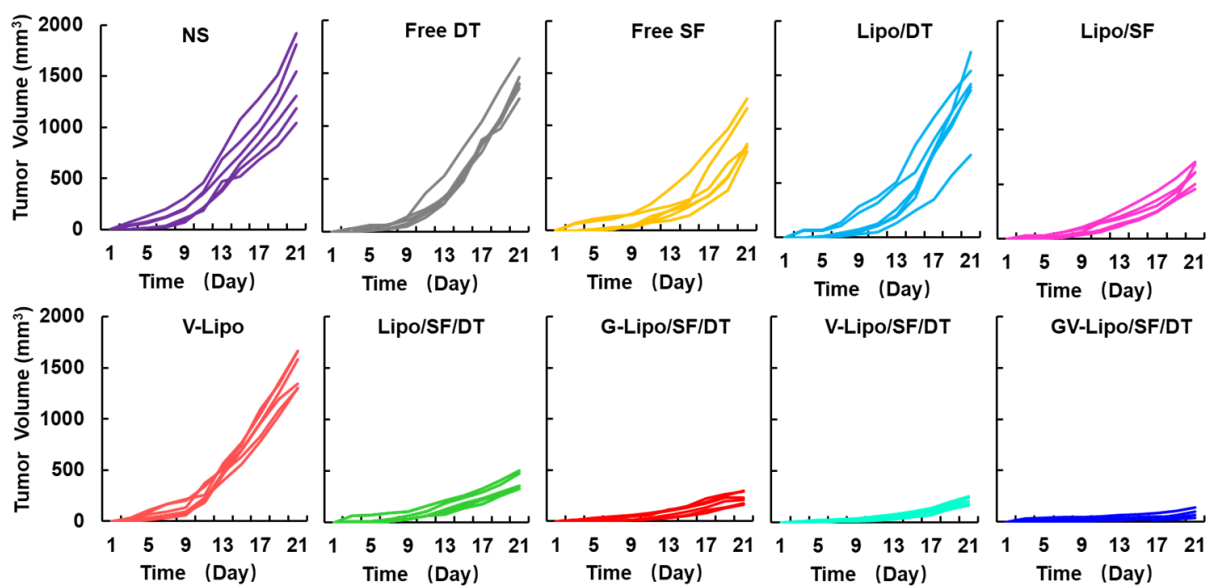 NS
Free DT
Free SF
Lipo/DT
Lipo/SF
Tumor Volume (mm³)
2000
1500
1000
500
0
1 5 9 13 17 21
1 5 9 13 17 21
1 5 9 13 17 21
1 5 9 13 17 21
1 5 9 13 17 21
Time (Day)
Time (Day)
Time (Day)
Time (Day)
Time (Day)
V-Lipo
Lipo/SF/DT
G-Lipo/SF/DT
V-Lipo/SF/DT
GV-Lipo/SF/DT
Tumor Volume (mm³)
2000
1500
1000
500
0
1 5 9 13 17 21
1 5 9 13 17 21
1 5 9 13 17 21
1 5 9 13 17 21
1 5 9 13 17 21
Time (Day)
Time (Day)
Time (Day)
Time (Day)
Time (Day)